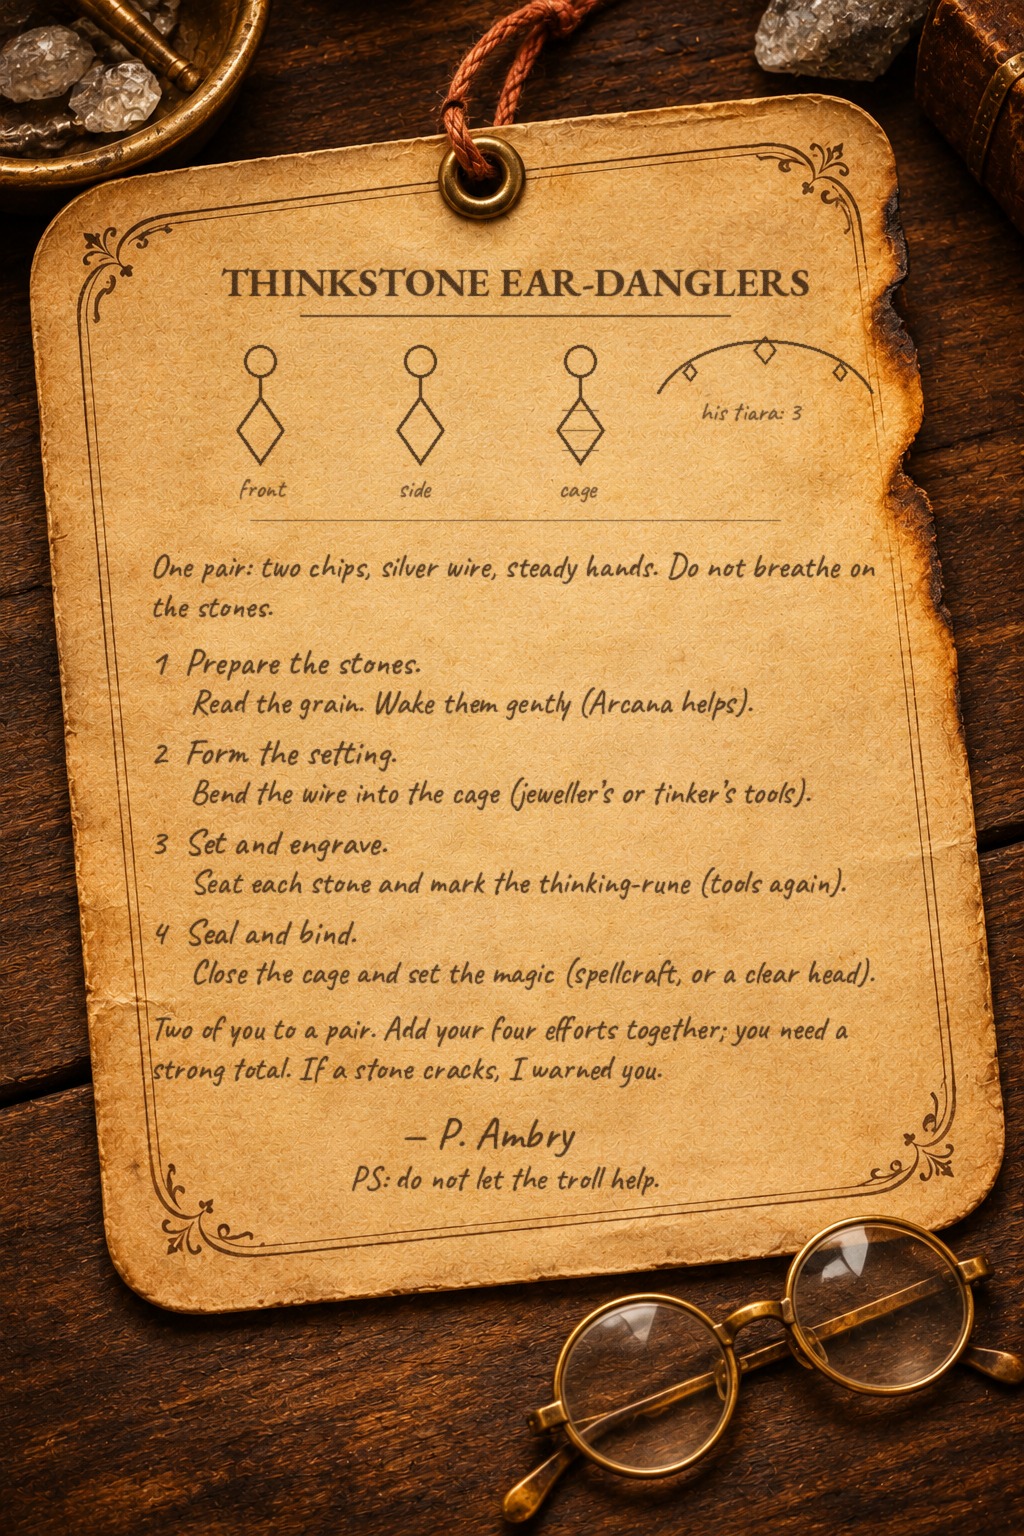 THINKSTONE EAR-DANGLERS
his tiara: 3
front side cage
One pair: two chips, silver wire, steady hands. Do not breathe on
the stones.
1 Prepare the stones.
Read the grain. Wake them gently (Arcana helps).
2 Form the setting.
Bend the wire into the cage (jeweller's or tinker's tools).
3 Set and engrave.
Seat each stone and mark the thinking-rune (tools again).
4 Seal and bind.
Close the cage and set the magic (spellcraft, or a clear head).
Two of you to a pair. Add your four efforts together; you need a
strong total. If a stone cracks, I warned you.
– P. Ambry
PS: do not let the troll help.